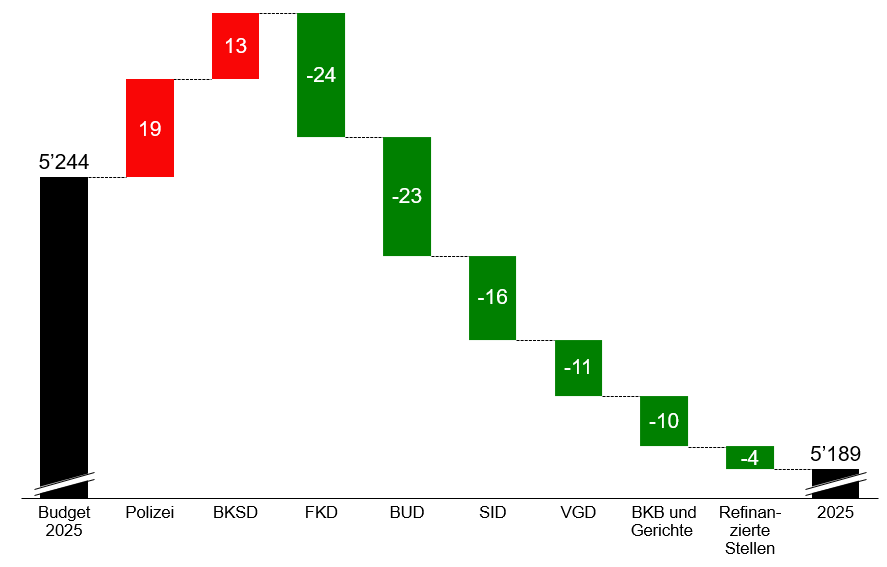 13
-24
19
5’244
-23
-16
-11
-10
-4
5’189
Budget
2025
Polizei
BKSD
FKD
BUD
SID
VGD
BKB und
Gerichte
Refinan-
zierte
Stellen
2025